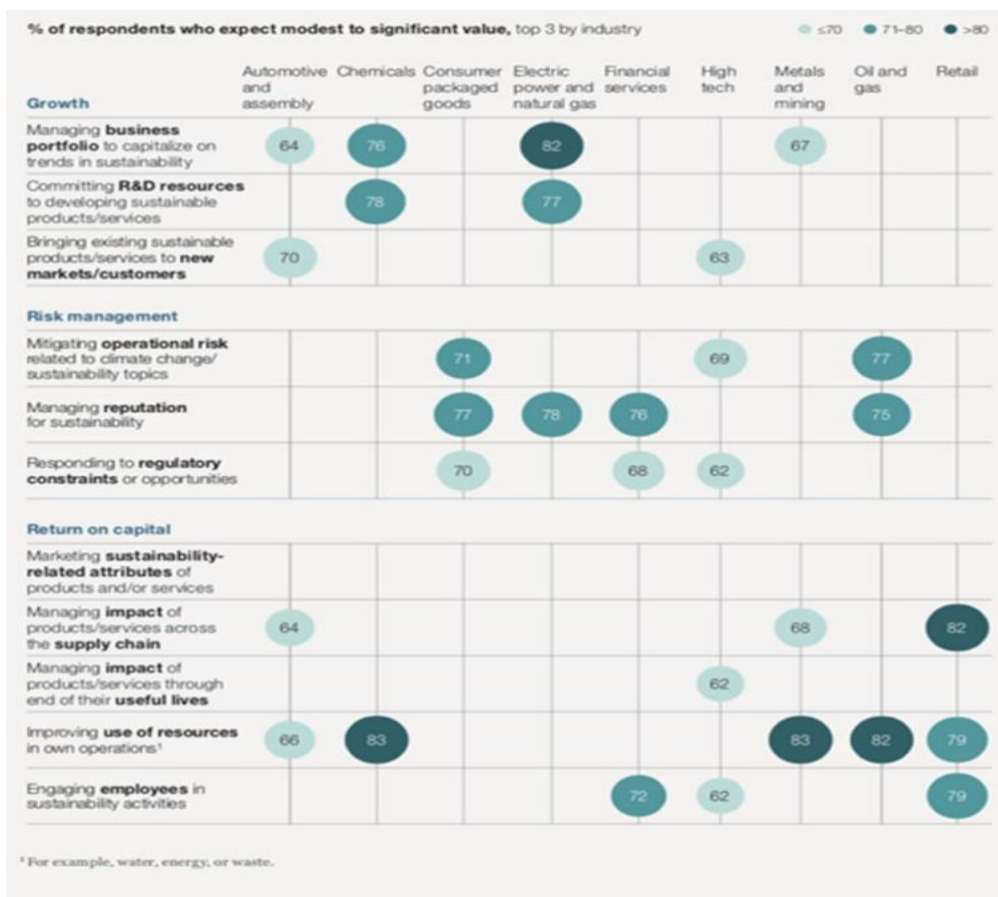 % of respondents who expect modest to significant value, top 3 by industry
≤70 71–80 >80
Automotive and assembly
Chemicals
Consumer packaged goods
Electric power and natural gas
Financial services
High tech
Metals and mining
Oil and gas
Retail
Growth
Managing business
portfolio to capitalize on
trends in sustainability
64 76 82 67
Committing R&D resources
to developing sustainable
products/services
78 77
Bringing existing sustainable
products/services to new
markets/customers
70 63
Risk management
Mitigating operational risk
related to climate change/
sustainability topics
71 69 77
Managing reputation
for sustainability
77 78 76 75
Responding to regulatory
constraints or opportunities
70 68 62
Return on capital
Marketing sustainability-
related attributes of
products and/or services
Managing impact of
products/services across
the supply chain
64 68 82
Managing impact of
products/services through
end of their useful lives
62
Improving use of resources
in own operations¹
66 83 83 82 79
Engaging employees in
sustainability activities
72 62 79
¹ For example, water, energy, or waste.